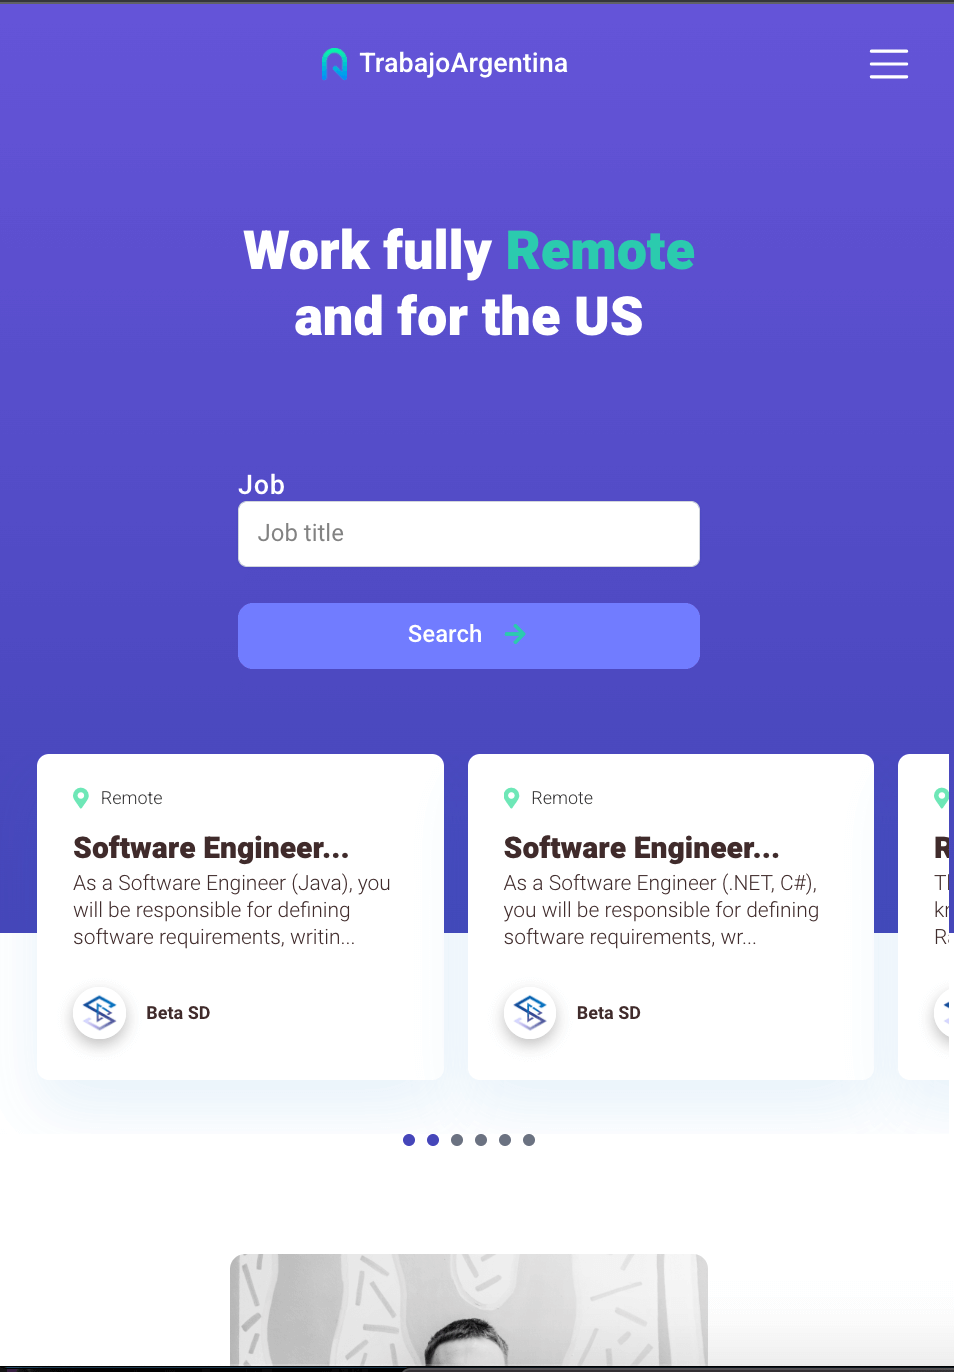 TrabajoArgentina
Work fully Remote
and for the US
Job
Job title
Search
Remote
Software Engineer...
As a Software Engineer (Java), you
will be responsible for defining
software requirements, writin...
Beta SD
Remote
Software Engineer...
As a Software Engineer (.NET, C#),
you will be responsible for defining
software requirements, wr...
Beta SD